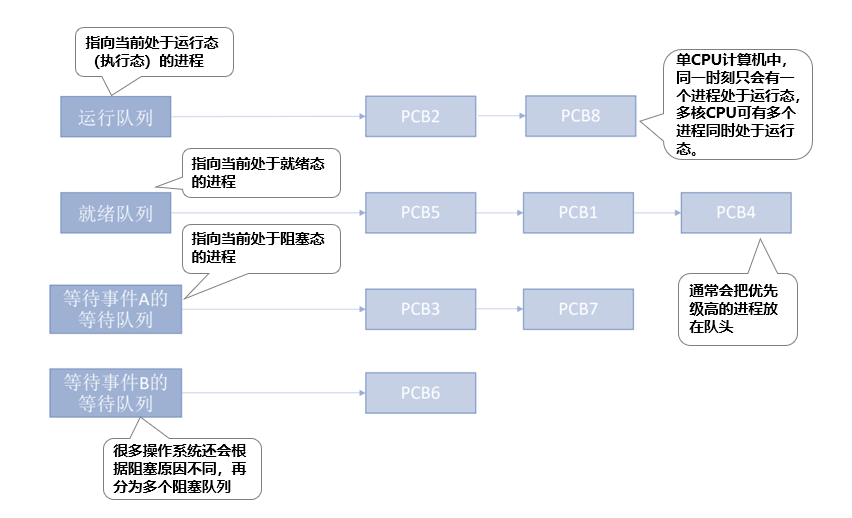 指向当前处于运行态
（执行态）的进程
运行队列
PCB2
PCB8
单CPU计算机中，
同一时刻只会有一
个进程处于运行态，
多核CPU可有多个
进程同时处于运行
态。
指向当前处于就绪态
的进程
就绪队列
PCB5
PCB1
PCB4
指向当前处于阻塞态
的进程
通常会把优先
级高的进程放
在队头
等待事件A的
等待队列
PCB3
PCB7
等待事件B的
等待队列
PCB6
很多操作系统还会根
据阻塞原因不同，再
分为多个阻塞队列